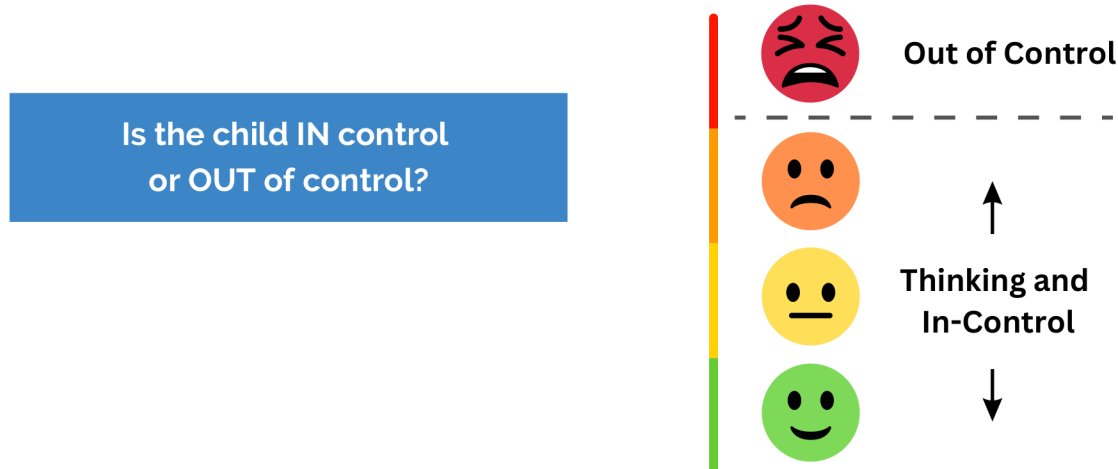 Is the child IN control
or OUT of control?
Out of Control
Thinking and
In-Control